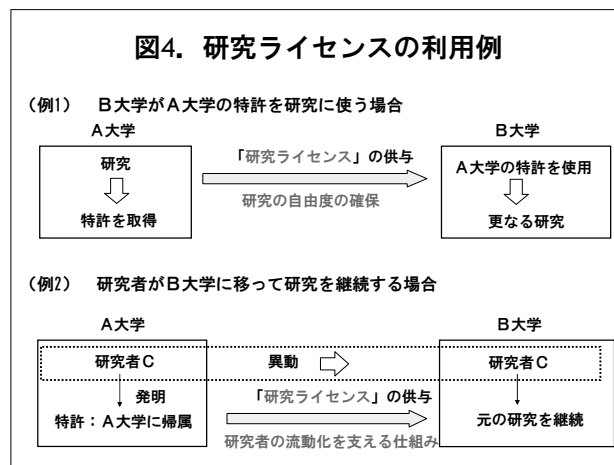 図4. 研究ライセンスの利用例
（例1） B大学がA大学の特許を研究に使う場合
A大学
B大学
研究
特許を取得
「研究ライセンス」の供与
研究の自由度の確保
A大学の特許を使用
更なる研究
（例2） 研究者がB大学に移って研究を継続する場合
A大学
B大学
研究者C
異動
研究者C
発明
特許：A大学に帰属
「研究ライセンス」の供与
研究者の流動化を支える仕組み
元の研究を継続